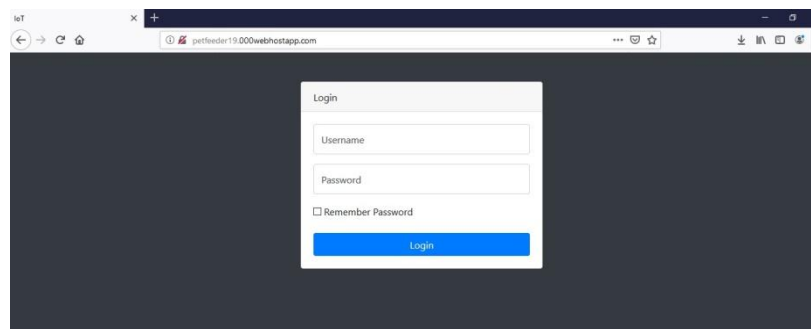 IoT
petfeeder19.000webhostapp.com
Login
Username
Password
Remember Password
Login